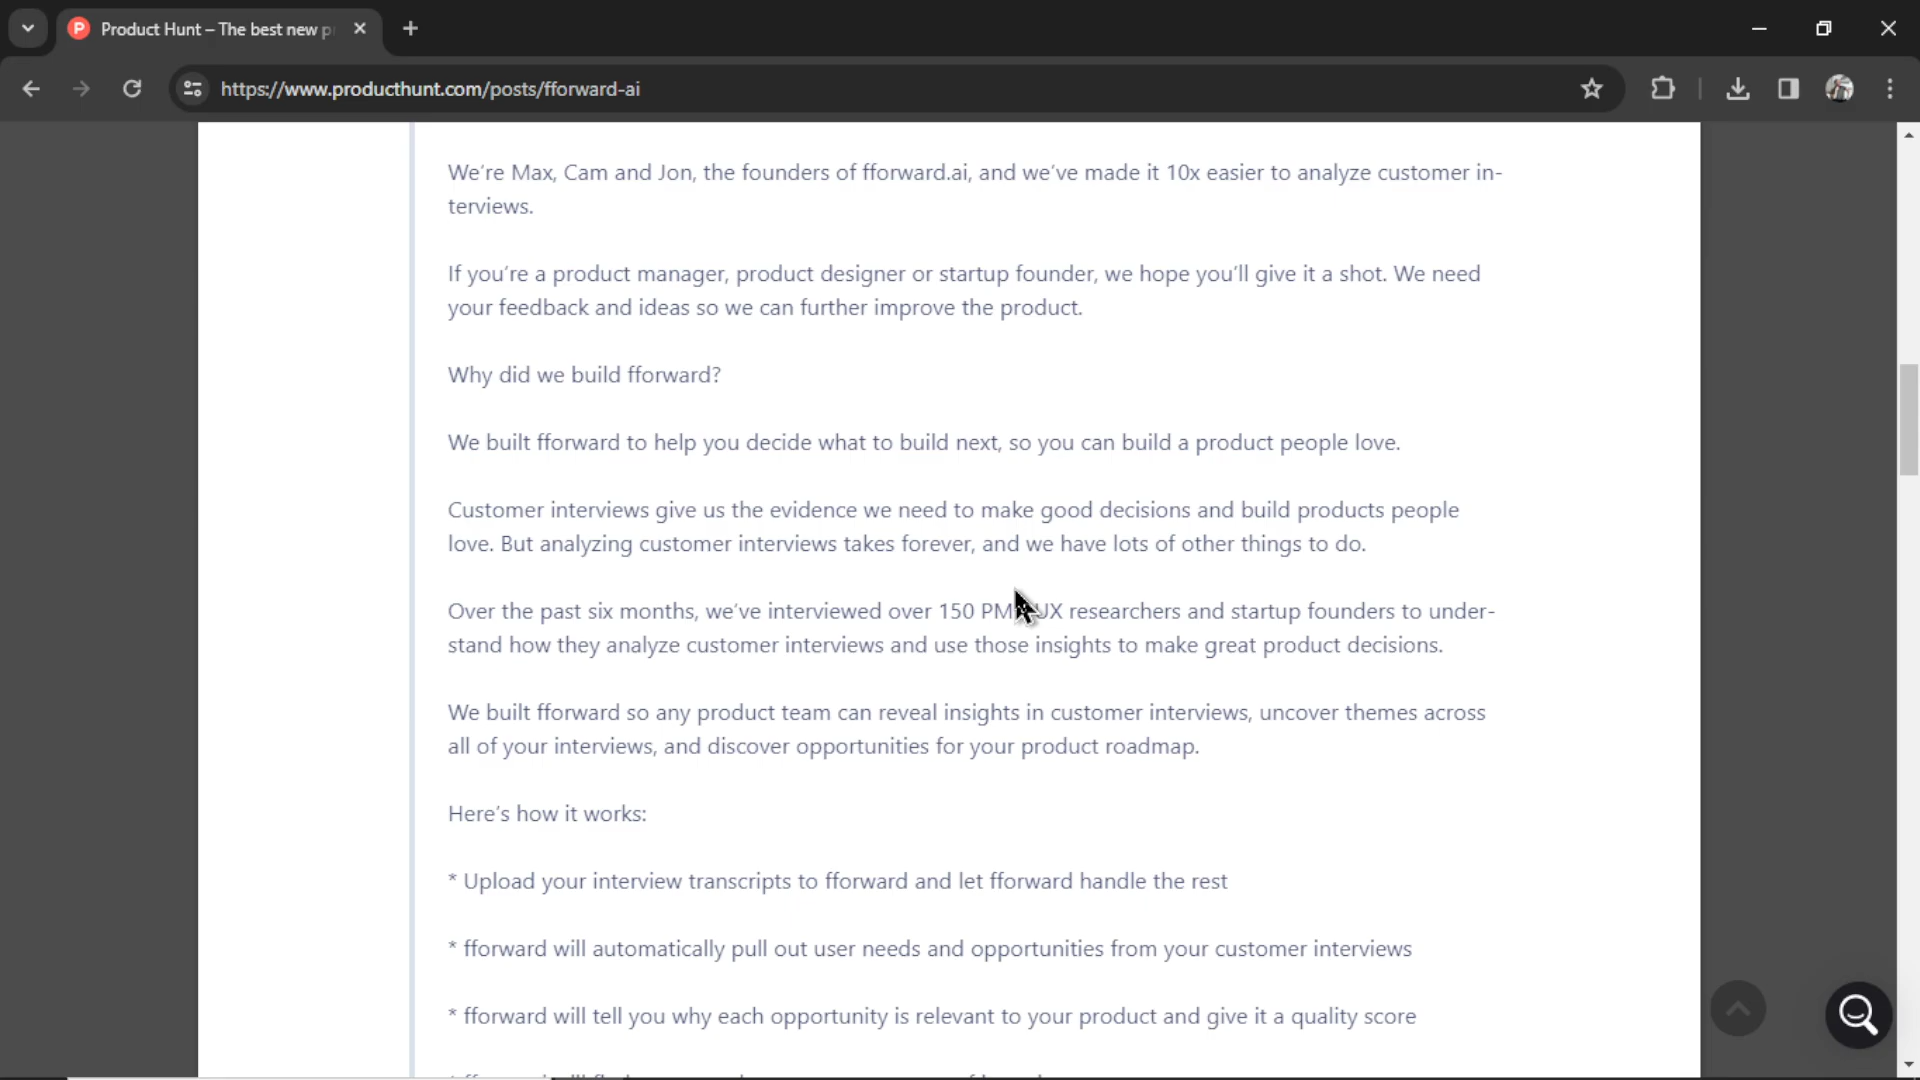 Product Hunt – The best new p
https://www.producthunt.com/posts/fforward-ai
We're Max, Cam and Jon, the founders of fforward.ai, and we've made it 10x easier to analyze customer in-
terviews.
If you're a product manager, product designer or startup founder, we hope you'll give it a shot. We need
your feedback and ideas so we can further improve the product.
Why did we build fforward?
We built fforward to help you decide what to build next, so you can build a product people love.
Customer interviews give us the evidence we need to make good decisions and build products people
love. But analyzing customer interviews takes forever, and we have lots of other things to do.
Over the past six months, we've interviewed over 150 UX researchers and startup founders to under-
stand how they analyze customer interviews and use those insights to make great product decisions.
We built fforward so any product team can reveal insights in customer interviews, uncover themes across
all of your interviews, and discover opportunities for your product roadmap.
Here's how it works:
* Upload your interview transcripts to fforward and let fforward handle the rest
* fforward will automatically pull out user needs and opportunities from your customer interviews
* fforward will tell you why each opportunity is relevant to your product and give it a quality score